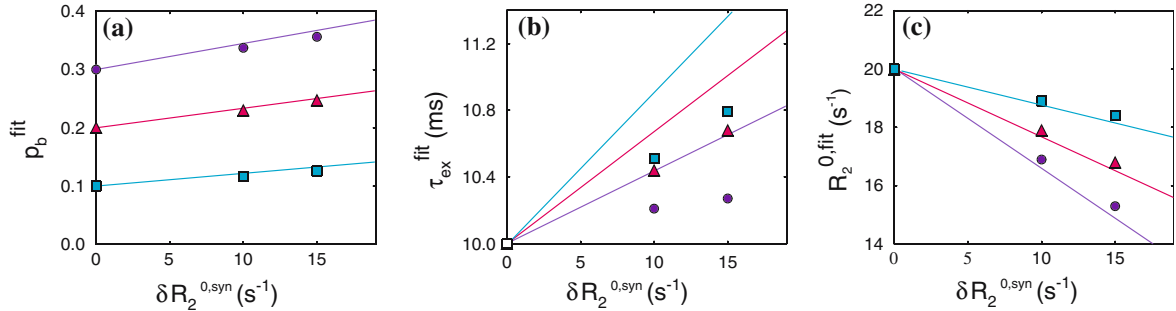 (a)
0.4
0.3
0.2
0.1
0.0
p_b^fit
0 5 10 15
δR_2^0,syn (s^-1)
(b)
11.2
10.8
10.4
10.0
τ_ex^fit (ms)
0 5 10 15
δR_2^0,syn (s^-1)
(c)
22
20
18
16
14
R_2^0,fit (s^-1)
0 5 10 15
δR_2^0,syn (s^-1)